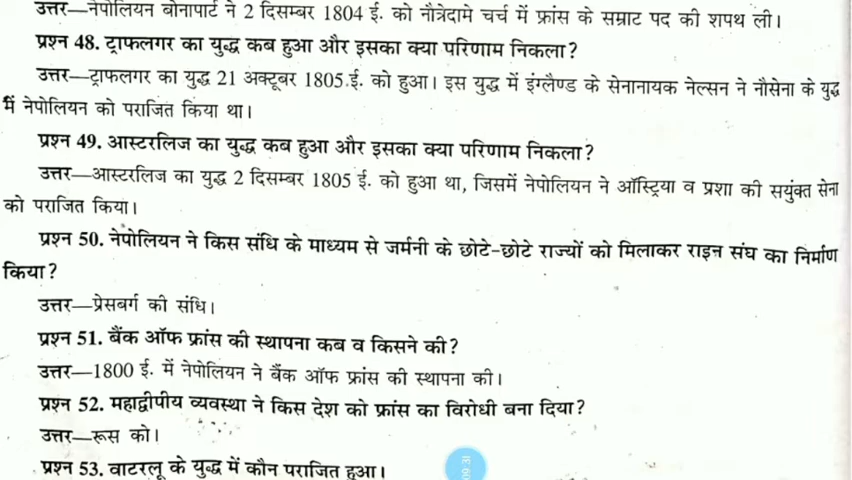 उत्तर—नेपोलियन बोनापार्ट ने 2 दिसम्बर 1804 ई. को नौत्रेदामे चर्च में फ्रांस के सम्राट पद की शपथ ली।
प्रश्न 48. ट्राफलगर का युद्ध कब हुआ और इसका क्या परिणाम निकला?
उत्तर—ट्राफलगर का युद्ध 21 अक्टूबर 1805 ई. को हुआ। इस युद्ध में इंग्लैण्ड के सेनानायक नेल्सन ने नौसेना के युद्ध
में नेपोलियन को पराजित किया था।
प्रश्न 49. आस्टरलिज का युद्ध कब हुआ और इसका क्या परिणाम निकला?
उत्तर—आस्टरलिज का युद्ध 2 दिसम्बर 1805 ई. को हुआ था, जिसमें नेपोलियन ने ऑस्ट्रिया व प्रशा की सयुंक्त सेना
को पराजित किया।
प्रश्न 50. नेपोलियन ने किस संधि के माध्यम से जर्मनी के छोटे-छोटे राज्यों को मिलाकर राइन संघ का निर्माण
किया?
उत्तर—प्रेसबर्ग की संधि।
प्रश्न 51. बैंक ऑफ फ्रांस की स्थापना कब व किसने की?
उत्तर—1800 ई. में नेपोलियन ने बैंक ऑफ फ्रांस की स्थापना की।
प्रश्न 52. महाद्वीपीय व्यवस्था ने किस देश को फ्रांस का विरोधी बना दिया?
उत्तर—रूस को।
प्रश्न 53. वाटरलू के युद्ध में कौन पराजित हुआ।